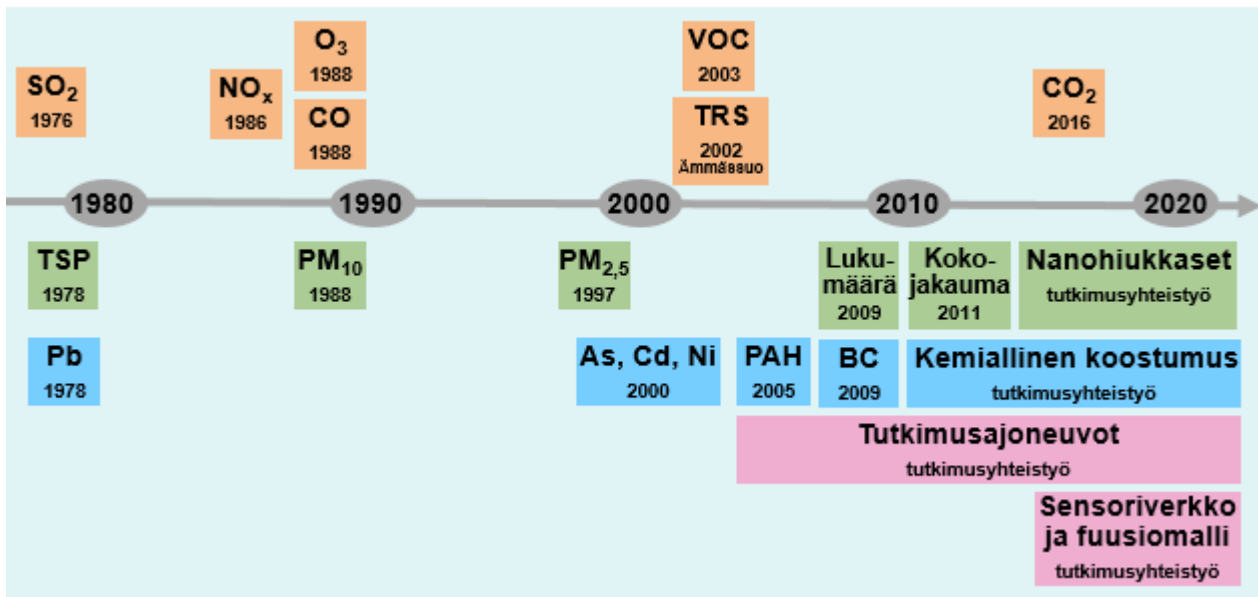 O₃
1988
VOC
2003
SO₂
1976
NOₓ
1986
CO
1988
TRS
2002
Ämmässuo
CO₂
2016
1980
1990
2000
2010
2020
TSP
1978
PM₁₀
1988
PM₂,₅
1997
Luku-
määrä
2009
Koko-
jakauma
2011
Nanohiukkaset
tutkimusyhteistyö
Pb
1978
As, Cd, Ni
2000
PAH
2005
BC
2009
Kemiallinen koostumus
tutkimusyhteistyö
Tutkimusajoneuvot
tutkimusyhteistyö
Sensoriverkko
ja fuusiomalli
tutkimusyhteistyö